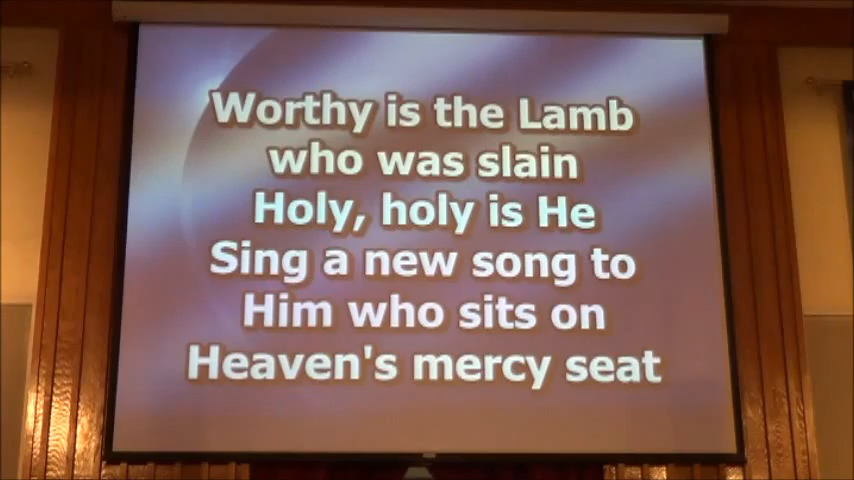 Worthy is the Lamb
who was slain
Holy, holy is He
Sing a new song to
Him who sits on
Heaven's mercy seat